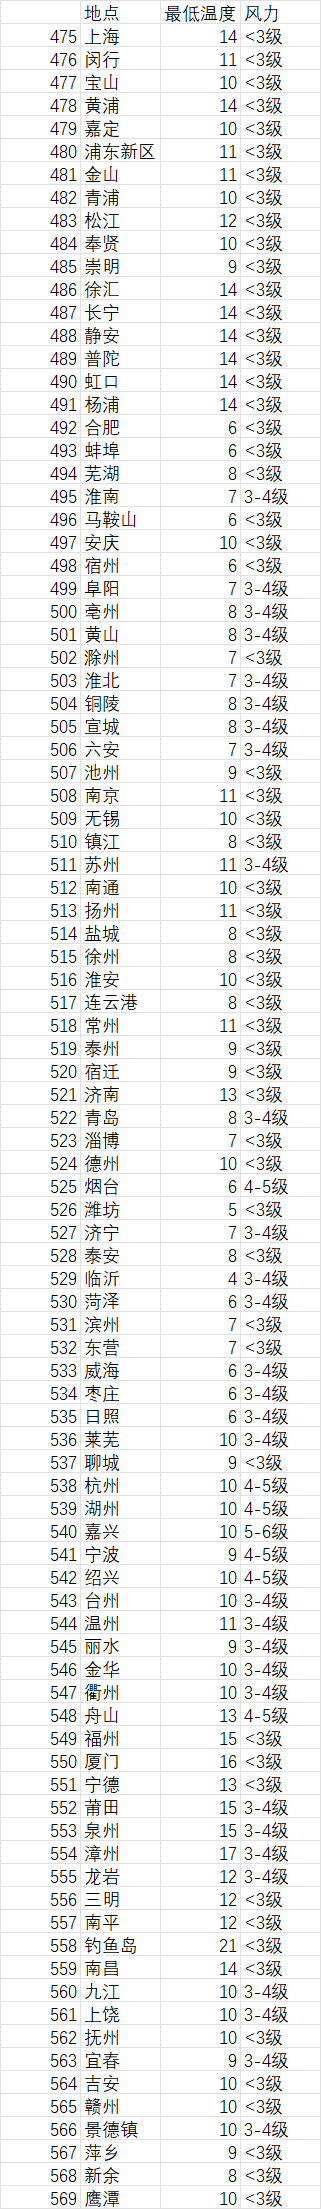 地点 最低温度 风力
475 上海 14 <3级
476 闵行 11 <3级
477 宝山 10 <3级
478 黄浦 14 <3级
479 嘉定 10 <3级
480 浦东新区 11 <3级
481 金山 11 <3级
482 青浦 10 <3级
483 松江 12 <3级
484 奉贤 10 <3级
485 崇明 9 <3级
486 徐汇 14 <3级
487 长宁 14 <3级
488 静安 14 <3级
489 普陀 14 <3级
490 虹口 14 <3级
491 杨浦 14 <3级
492 合肥 6 <3级
493 蚌埠 6 <3级
494 芜湖 8 <3级
495 淮南 7 3-4级
496 马鞍山 6 <3级
497 安庆 10 <3级
498 宿州 6 <3级
499 阜阳 7 3-4级
500 亳州 8 3-4级
501 黄山 8 3-4级
502 滁州 7 <3级
503 淮北 7 3-4级
504 铜陵 8 3-4级
505 宣城 8 3-4级
506 六安 7 3-4级
507 池州 9 <3级
508 南京 11 <3级
509 无锡 10 <3级
510 镇江 8 <3级
511 苏州 11 3-4级
512 南通 10 <3级
513 扬州 11 <3级
514 盐城 8 <3级
515 徐州 8 <3级
516 淮安 10 <3级
517 连云港 8 <3级
518 常州 11 <3级
519 泰州 9 <3级
520 宿迁 9 <3级
521 济南 13 <3级
522 青岛 8 3-4级
523 淄博 7 <3级
524 德州 10 <3级
525 烟台 6 4-5级
526 潍坊 5 <3级
527 济宁 7 3-4级
528 泰安 8 <3级
529 临沂 4 3-4级
530 菏泽 6 3-4级
531 滨州 7 <3级
532 东营 7 <3级
533 威海 6 3-4级
534 枣庄 6 3-4级
535 日照 6 3-4级
536 莱芜 10 3-4级
537 聊城 9 <3级
538 杭州 10 4-5级
539 湖州 10 4-5级
540 嘉兴 10 5-6级
541 宁波 9 4-5级
542 绍兴 10 4-5级
543 台州 10 3-4级
544 温州 11 3-4级
545 丽水 9 3-4级
546 金华 10 3-4级
547 衢州 10 3-4级
548 舟山 13 4-5级
549 福州 15 <3级
550 厦门 16 <3级
551 宁德 13 <3级
552 莆田 15 3-4级
553 泉州 15 3-4级
554 漳州 17 3-4级
555 龙岩 12 3-4级
556 三明 12 <3级
557 南平 12 <3级
558 钓鱼岛 21 <3级
559 南昌 14 <3级
560 九江 10 3-4级
561 上饶 10 3-4级
562 抚州 10 <3级
563 宜春 9 3-4级
564 吉安 10 <3级
565 赣州 10 <3级
566 景德镇 10 3-4级
567 萍乡 9 <3级
568 新余 8 <3级
569 鹰潭 10 <3级